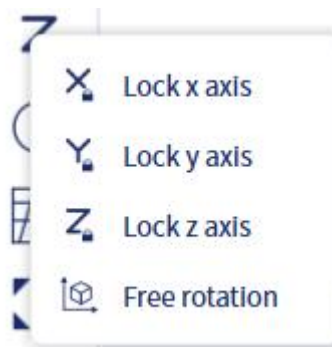 Z
X Lock x axis
Y Lock y axis
Z Lock z axis
Free rotation